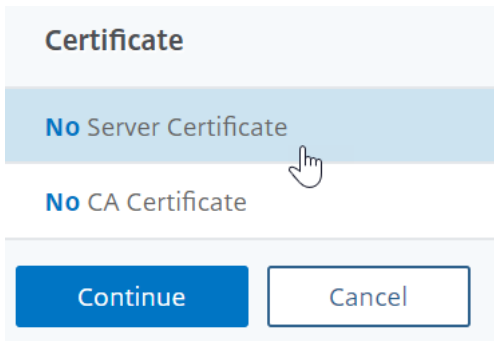 Certificate
No Server Certificate
No CA Certificate
Continue Cancel